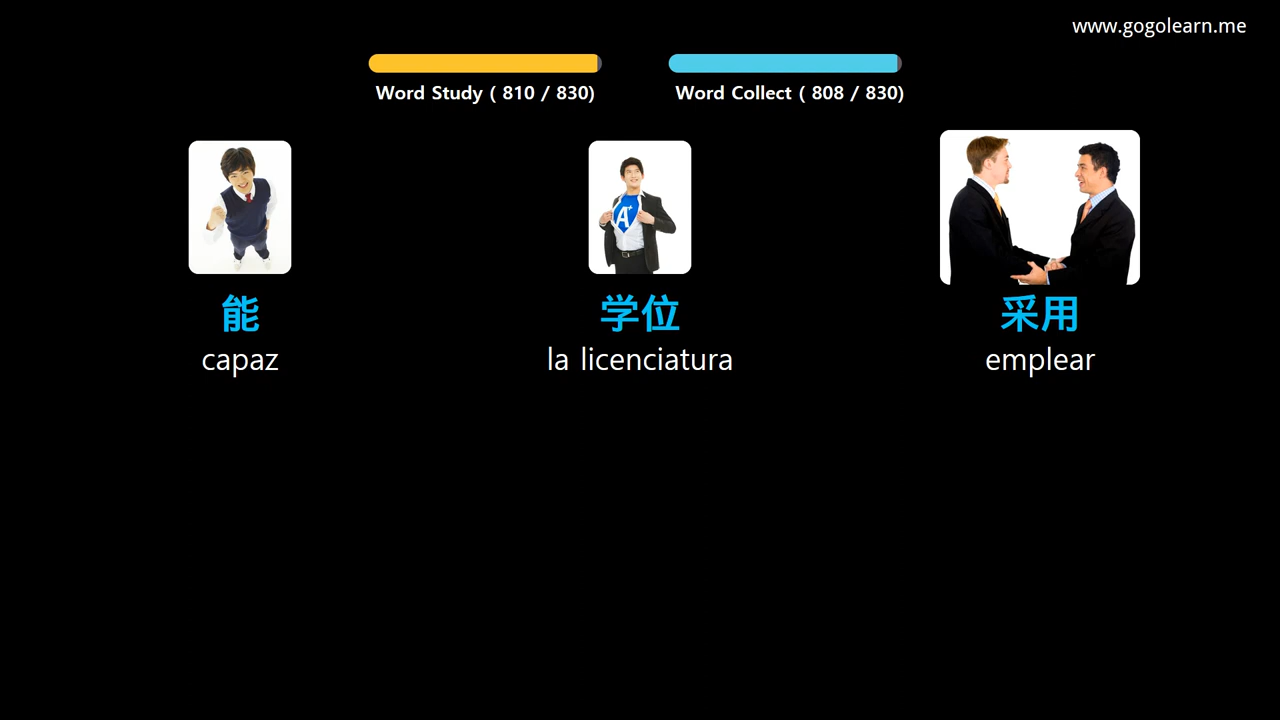 www.gogolearn.me
Word Study ( 810 / 830)
Word Collect ( 808 / 830)
A+
能
学位
采用
capaz
la licenciatura
emplear